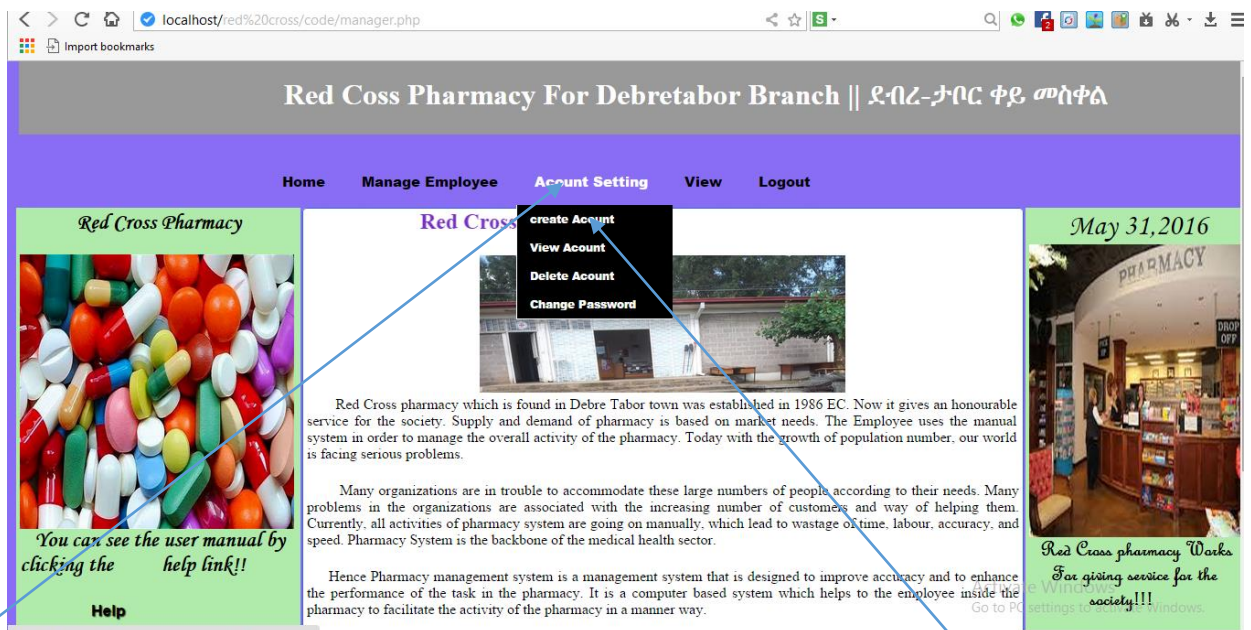 localhost/red%20cross/code/manager.php
S
2
Import bookmarks
Red Coss Pharmacy For Debretabor Branch || ደብረ-ታቦር ቀይ መስቀል
Home Manage Employee Acount Setting View Logout
create Acount
View Acount
Delete Acount
Change Password
Red Cross Pharmacy
You can see the user manual by
clicking the help link!!
Help
Red Cross
Red Cross pharmacy which is found in Debre Tabor town was established in 1986 EC. Now it gives an honourable
service for the society. Supply and demand of pharmacy is based on market needs. The Employee uses the manual
system in order to manage the overall activity of the pharmacy. Today with the growth of population number, our world
is facing serious problems.
Many organizations are in trouble to accommodate these large numbers of people according to their needs. Many
problems in the organizations are associated with the increasing number of customers and way of helping them.
Currently, all activities of pharmacy system are going on manually, which lead to wastage of time, labour, accuracy, and
speed. Pharmacy System is the backbone of the medical health sector.
Hence Pharmacy management system is a management system that is designed to improve accuracy and to enhance
the performance of the task in the pharmacy. It is a computer based system which helps to the employee inside the
pharmacy to facilitate the activity of the pharmacy in a manner way.
May 31,2016
PHARMACY
DROP
OFF
PICK
UP
Red Cross pharmacy Works
For giving service for the
society!!!
Activate Windows
Go to PC settings to activate Windows.